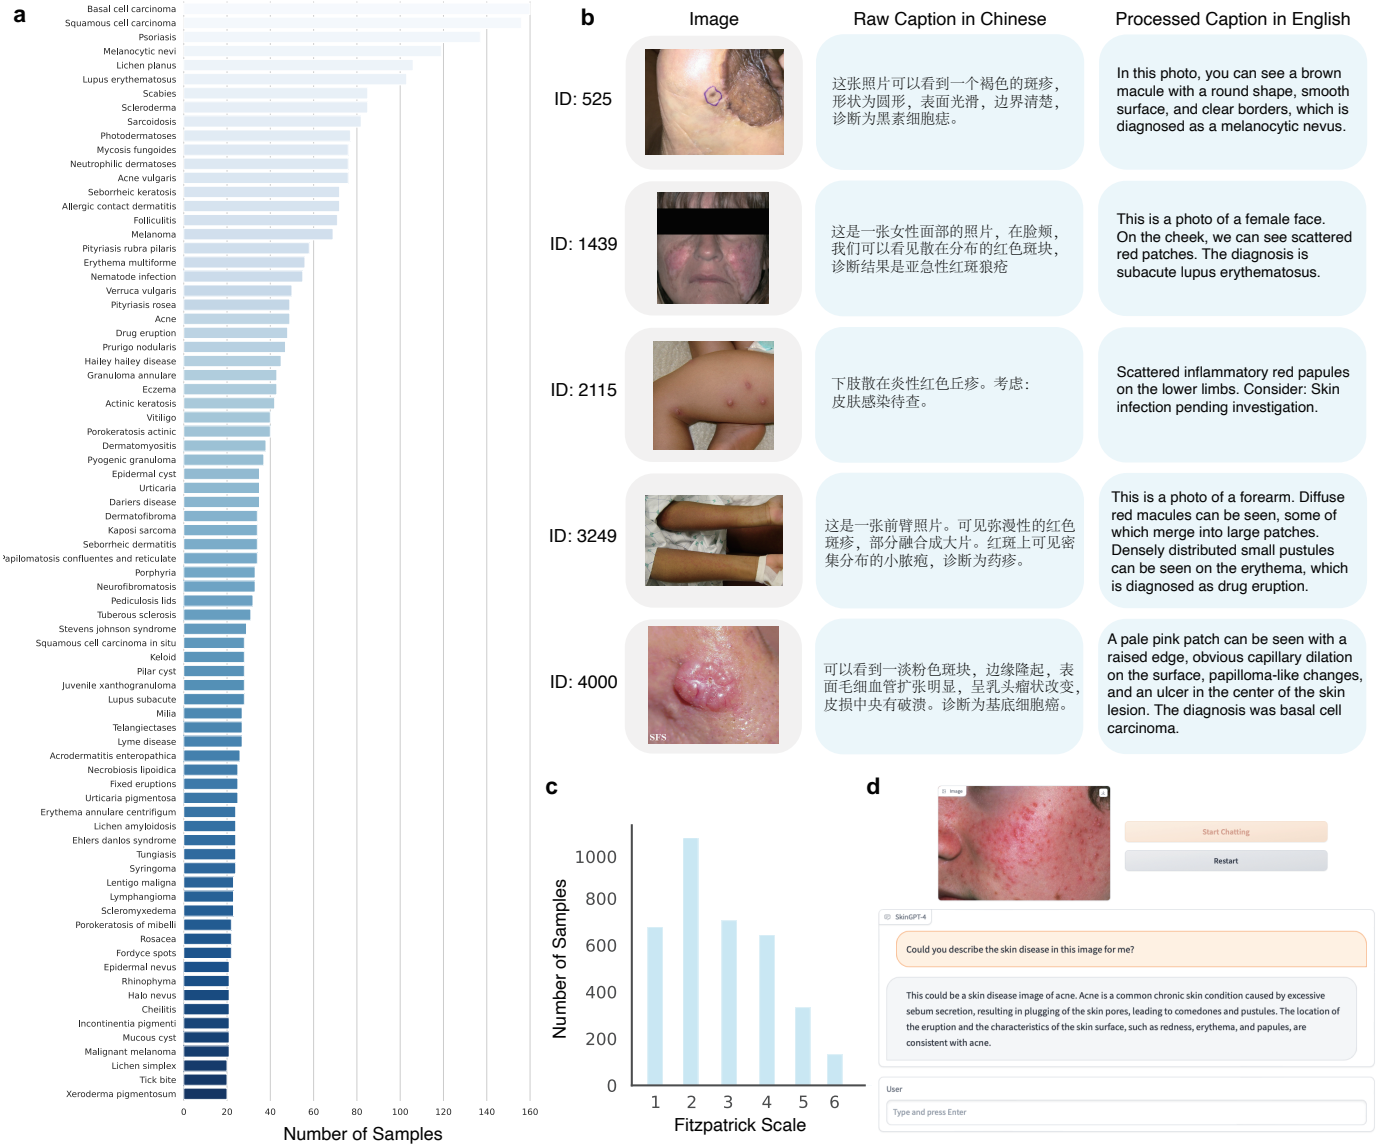 a
Basal cell carcinoma
Squamous cell carcinoma
Psoriasis
Melanocytic nevi
Lichen planus
Lupus erythematosus
Scabies
Scleroderma
Sarcoidosis
Photodermatoses
Mycosis fungoides
Neutrophilic dermatoses
Acne vulgaris
Seborrheic keratosis
Allergic contact dermatitis
Folliculitis
Melanoma
Pityriasis rubra pilaris
Erythema multiforme
Nematode infection
Verruca vulgaris
Pityriasis rosea
Acne
Drug eruption
Prurigo nodularis
Hailey hailey disease
Granuloma annulare
Eczema
Actinic keratosis
Vitiligo
Porokeratosis actinic
Dermatomyositis
Pyogenic granuloma
Epidermal cyst
Urticaria
Dariers disease
Dermatofibroma
Kaposi sarcoma
Seborrheic dermatitis
Papilomatosis confluentes and reticulate
Porphyria
Neurofibromatosis
Pediculosis lids
Tuberous sclerosis
Stevens johnson syndrome
Squamous cell carcinoma in situ
Keloid
Pilar cyst
Juvenile xanthogranuloma
Lupus subacute
Milia
Telangiectases
Lyme disease
Acrodermatitis enteropathica
Necrobiosis lipoidica
Fixed eruptions
Urticaria pigmentosa
Erythema annulare centrifigum
Lichen amyloidosis
Ehlers danlos syndrome
Tungiasis
Syringoma
Lentigo maligna
Lymphangioma
Scleromyxedema
Porokeratosis of mibelli
Rosacea
Fordyce spots
Epidermal nevus
Rhinophyma
Halo nevus
Cheilitis
Incontinentia pigmenti
Mucous cyst
Malignant melanoma
Lichen simplex
Tick bite
Xeroderma pigmentosum
0 20 40 60 80 100 120 140 160
Number of Samples
b
Image Raw Caption in Chinese Processed Caption in English
ID: 525
这张照片可以看到一个褐色的斑疹，
形状为圆形，表面光滑，边界清楚，
诊断为黑素细胞痣。
In this photo, you can see a brown
macule with a round shape, smooth
surface, and clear borders, which is
diagnosed as a melanocytic nevus.
ID: 1439
这是一张女性面部的照片，在脸颊，
我们可以看见散在分布的红色斑块，
诊断结果是亚急性红斑狼疮
This is a photo of a female face.
On the cheek, we can see scattered
red patches. The diagnosis is
subacute lupus erythematosus.
ID: 2115
下肢散在炎性红色丘疹。考虑：
皮肤感染待查。
Scattered inflammatory red papules
on the lower limbs. Consider: Skin
infection pending investigation.
ID: 3249
这是一张前臂照片。可见弥漫性的红色
斑疹，部分融合成大片。红斑上可见密
集分布的小脓疱，诊断为药疹。
This is a photo of a forearm. Diffuse
red macules can be seen, some of
which merge into large patches.
Densely distributed small pustules
can be seen on the erythema, which
is diagnosed as drug eruption.
ID: 4000
SFS
可以看到一淡粉色斑块，边缘隆起，表
面毛细血管扩张明显，呈乳头瘤状改变，
皮损中央有破溃。诊断为基底细胞癌。
A pale pink patch can be seen with a
raised edge, obvious capillary dilation
on the surface, papilloma-like changes,
and an ulcer in the center of the skin
lesion. The diagnosis was basal cell
carcinoma.
c
Number of Samples
1000
800
600
400
200
0
1 2 3 4 5 6
Fitzpatrick Scale
d
Image
Start Chatting
Restart
SkinGPT-4
Could you describe the skin disease in this image for me?
This could be a skin disease image of acne. Acne is a common chronic skin condition caused by excessive
sebum secretion, resulting in plugging of the skin pores, leading to comedones and pustules. The location of
the eruption and the characteristics of the skin surface, such as redness, erythema, and papules, are
consistent with acne.
User
Type and press Enter